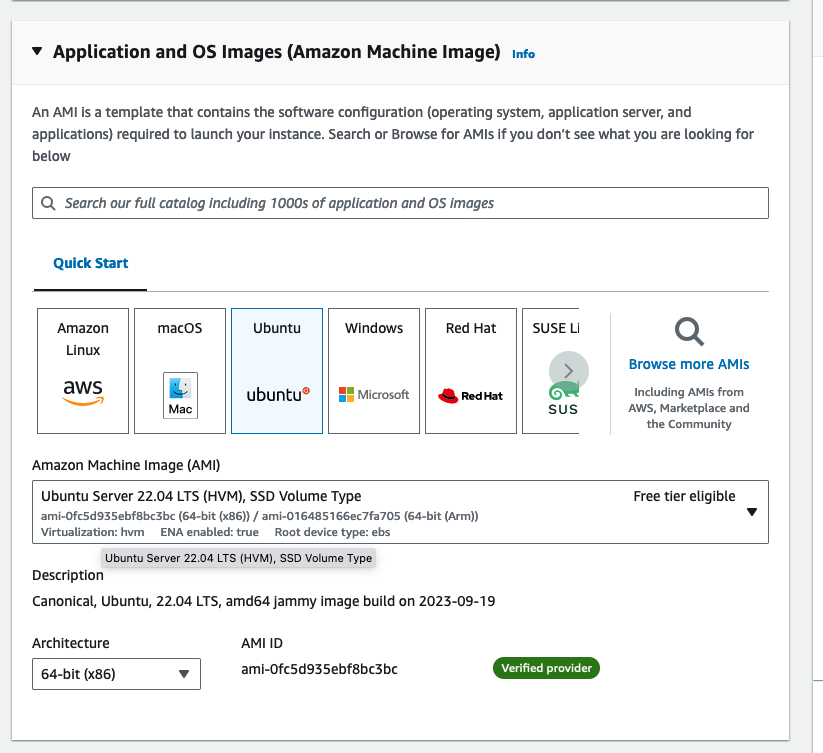 Application and OS Images (Amazon Machine Image) Info
An AMI is a template that contains the software configuration (operating system, application server, and
applications) required to launch your instance. Search or Browse for AMIs if you don't see what you are looking for
below
Search our full catalog including 1000s of application and OS images
Quick Start
Amazon
Linux
aws
macOS
Mac
Ubuntu
ubuntu
Windows
Microsoft
Red Hat
Red Hat
SUSE Li
SUS
Browse more AMIs
Including AMIs from
AWS, Marketplace and
the Community
Amazon Machine Image (AMI)
Ubuntu Server 22.04 LTS (HVM), SSD Volume Type Free tier eligible
ami-0fc5d935ebf8bc3bc (64-bit (x86)) / ami-016485166ec7fa705 (64-bit (Arm))
Virtualization: hvm ENA enabled: true Root device type: ebs
Ubuntu Server 22.04 LTS (HVM), SSD Volume Type
Description
Canonical, Ubuntu, 22.04 LTS, amd64 jammy image build on 2023-09-19
Architecture
64-bit (x86)
AMI ID
ami-0fc5d935ebf8bc3bc
Verified provider